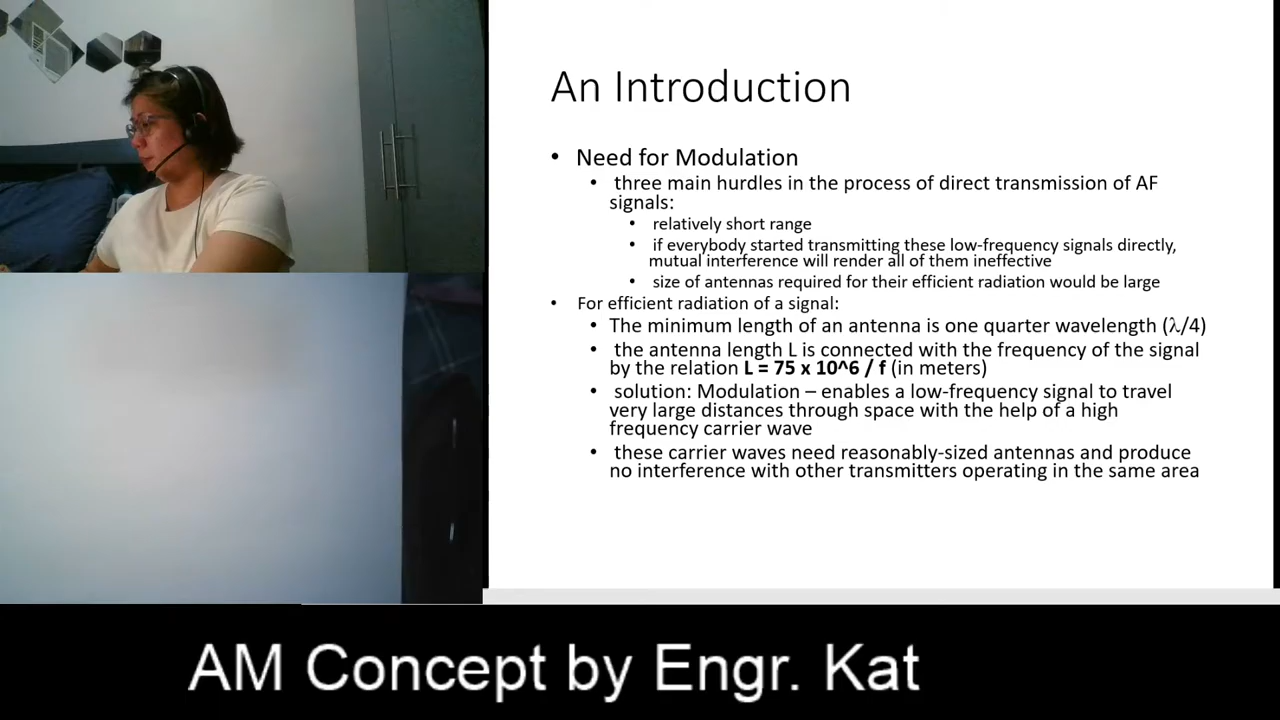 An Introduction
• Need for Modulation
• three main hurdles in the process of direct transmission of AF
signals:
• relatively short range
• if everybody started transmitting these low-frequency signals directly,
mutual interference will render all of them ineffective
• size of antennas required for their efficient radiation would be large
• For efficient radiation of a signal:
• The minimum length of an antenna is one quarter wavelength (λ/4)
• the antenna length L is connected with the frequency of the signal
by the relation L = 75 x 10^6 / f (in meters)
• solution: Modulation – enables a low-frequency signal to travel
very large distances through space with the help of a high
frequency carrier wave
• these carrier waves need reasonably-sized antennas and produce
no interference with other transmitters operating in the same area
AM Concept by Engr. Kat